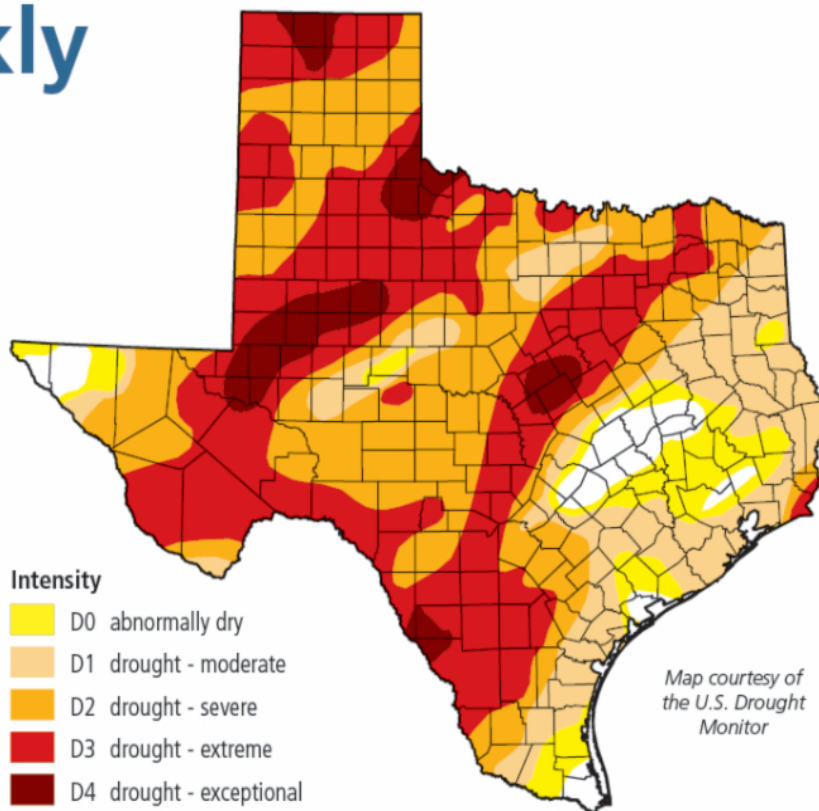 kly
Intensity
D0 abnormally dry
D1 drought - moderate
D2 drought - severe
D3 drought - extreme
D4 drought - exceptional
Map courtesy of
the U.S. Drought
Monitor